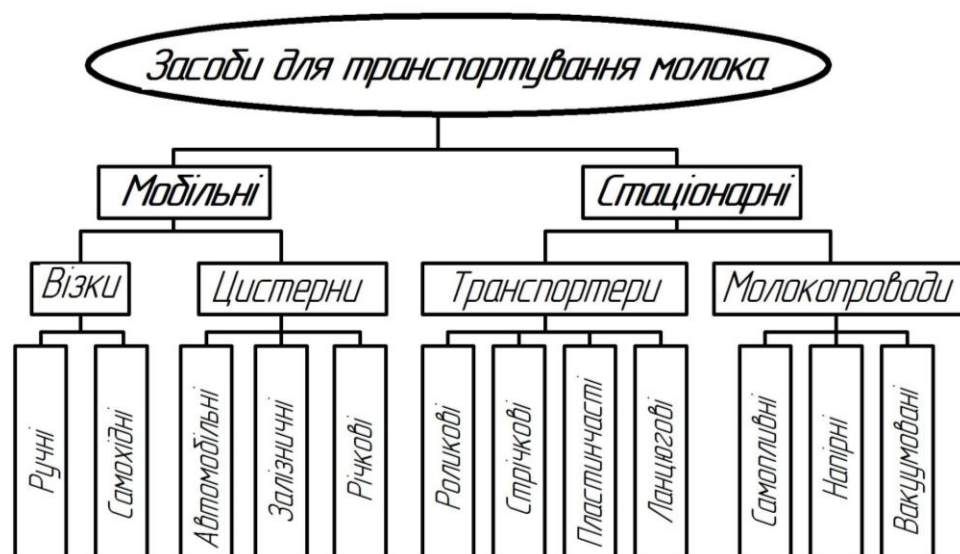 Засоби для транспортування молока
Мобільні
Стаціонарні
Візки
Цистерни
Транспортери
Молокопроводи
Ручні
Самохідні
Автомобільні
Залізничні
Річкові
Роликові
Стрічкові
Пластинчасті
Ланцюгові
Самопливні
Напірні
Вакуумовані